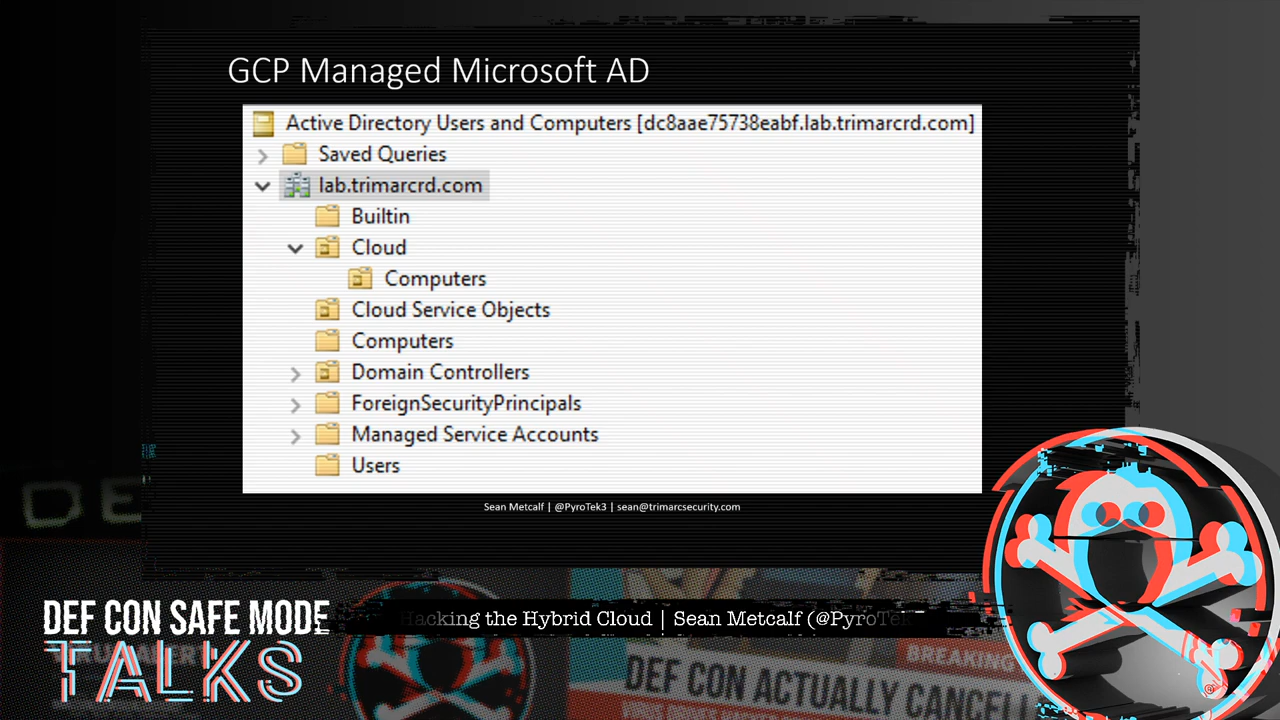 GCP Managed Microsoft AD
Active Directory Users and Computers [dc8aae75738eabf.lab.trimarcrd.com]
Saved Queries
lab.trimarcrd.com
Builtin
Cloud
Computers
Cloud Service Objects
Computers
Domain Controllers
ForeignSecurityPrincipals
Managed Service Accounts
Users
Sean Metcalf | @PyroTek3 | sean@trimarcsecurity.com
DEF CON SAFE MODE
TALKS
Hacking the Hybrid Cloud | Sean Metcalf (@PyroTek
BREAKING
DEF CON ACTUALLY CANCELL